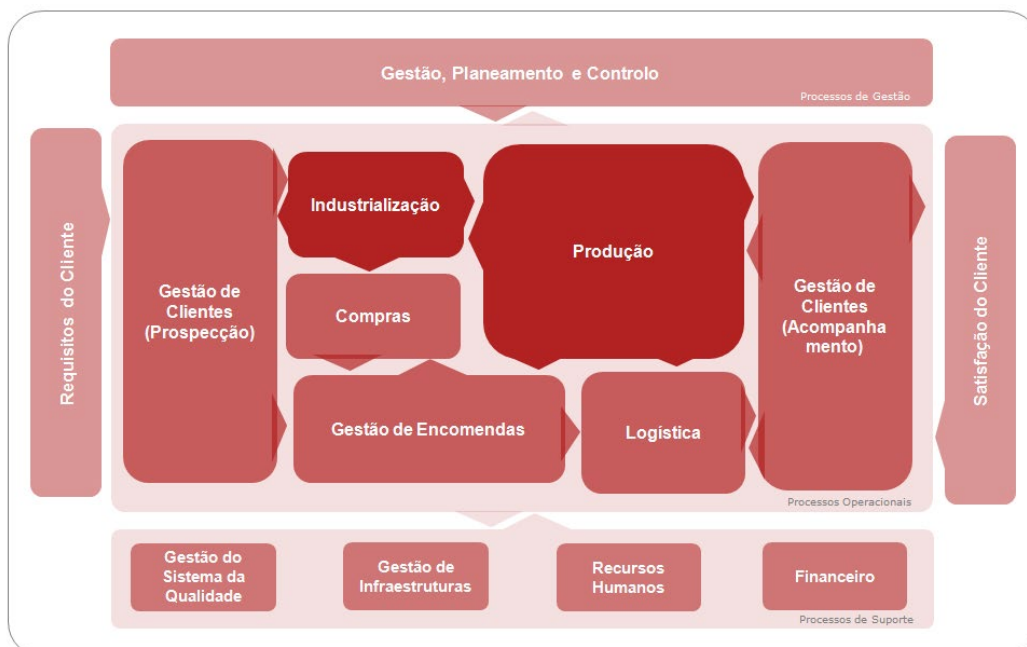 Gestão, Planeamento e Controlo
Processos de Gestão
Requisitos do Cliente
Gestão de
Clientes
(Prospecção)
Industrialização
Compras
Produção
Gestão de Encomendas
Logística
Gestão de
Clientes
(Acompanha
mento)
Processos Operacionais
Satisfação do Cliente
Gestão do
Sistema da
Qualidade
Gestão de
Infraestruturas
Recursos
Humanos
Financeiro
Processos de Suporte